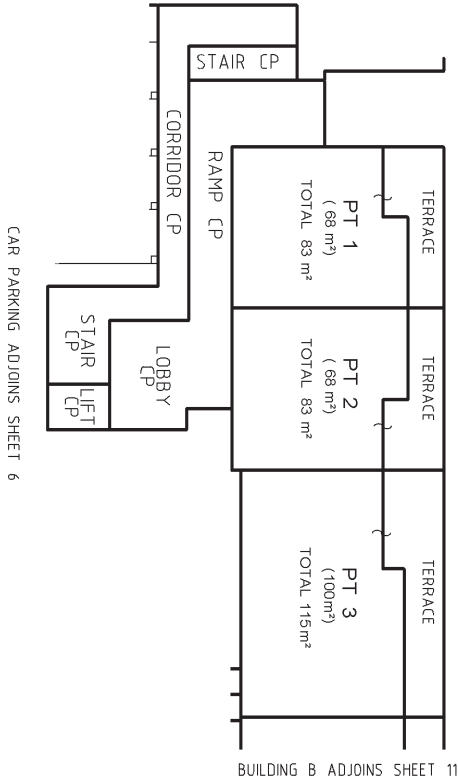 STAIR CP
CORRIDOR CP
RAMP CP
TERRACE
PT 1
( 68 m²)
TOTAL 83 m²
TERRACE
PT 2
( 68 m²)
TOTAL 83 m²
TERRACE
PT 3
(100m²)
TOTAL 115m²
LOBBY
CP
STAIR
CP
LIFT
CP
CAR PARKING ADJOINS SHEET 6
BUILDING B ADJOINS SHEET 11